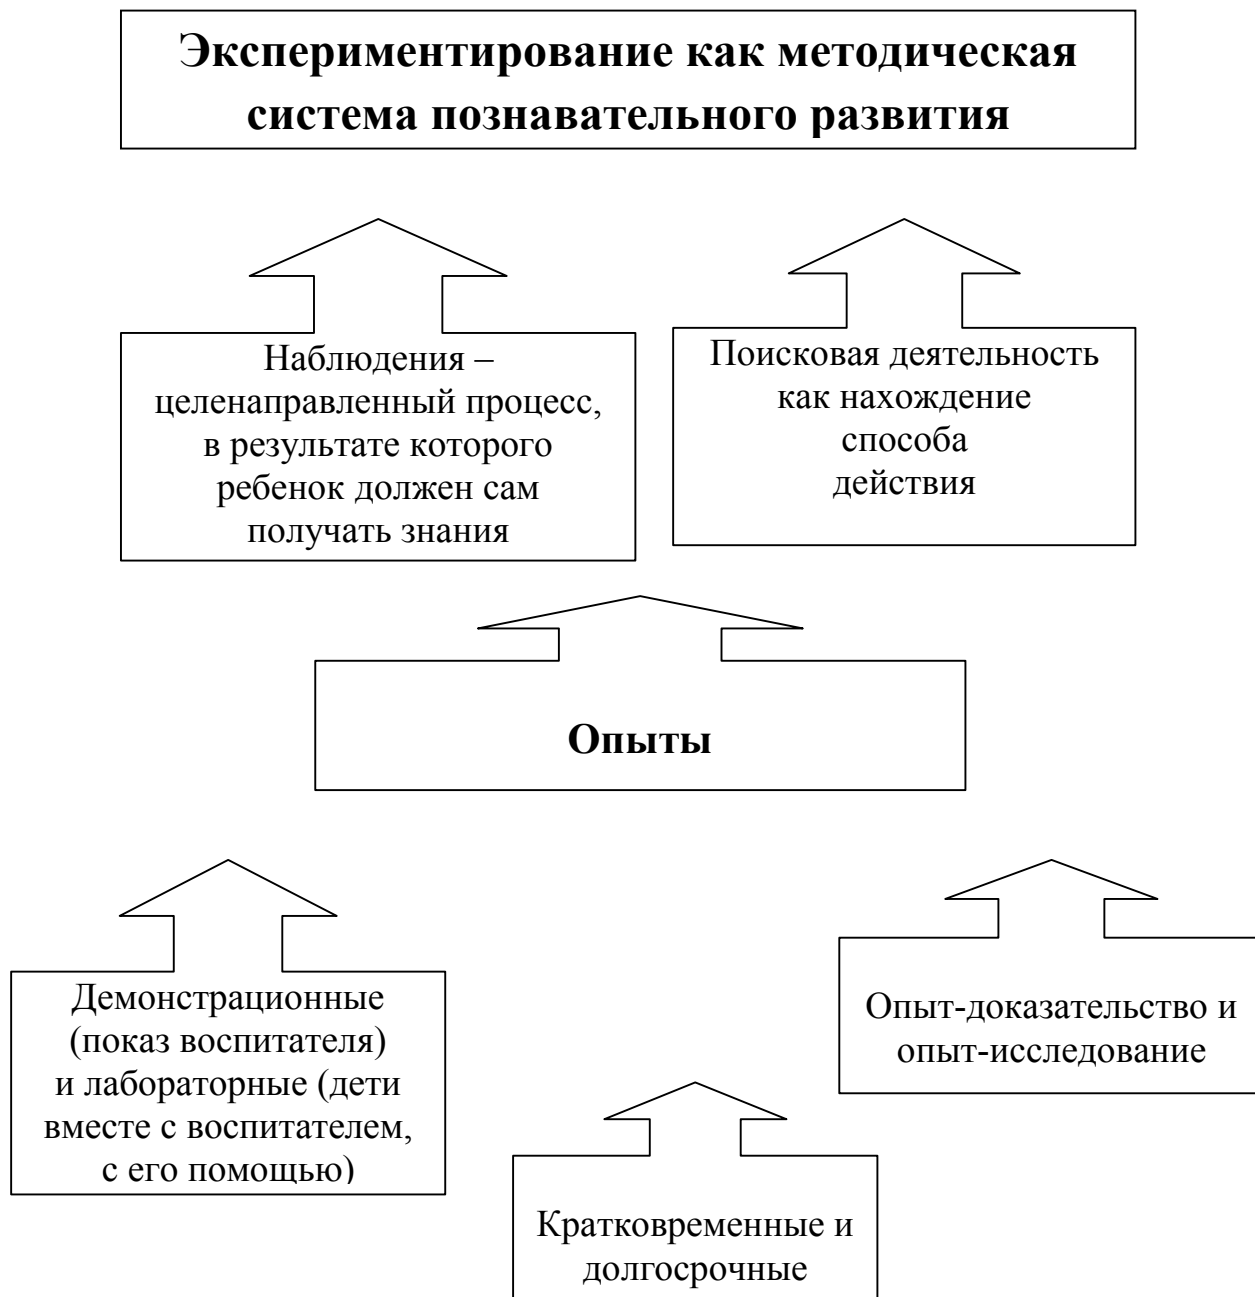 Экспериментирование как методическая
система познавательного развития
Наблюдения –
целенаправленный процесс,
в результате которого
ребенок должен сам
получать знания
Поисковая деятельность
как нахождение
способа
действия
Опыты
Демонстрационные
(показ воспитателя)
и лабораторные (дети
вместе с воспитателем,
с его помощью)
Опыт-доказательство и
опыт-исследование
Кратковременные и
долгосрочные